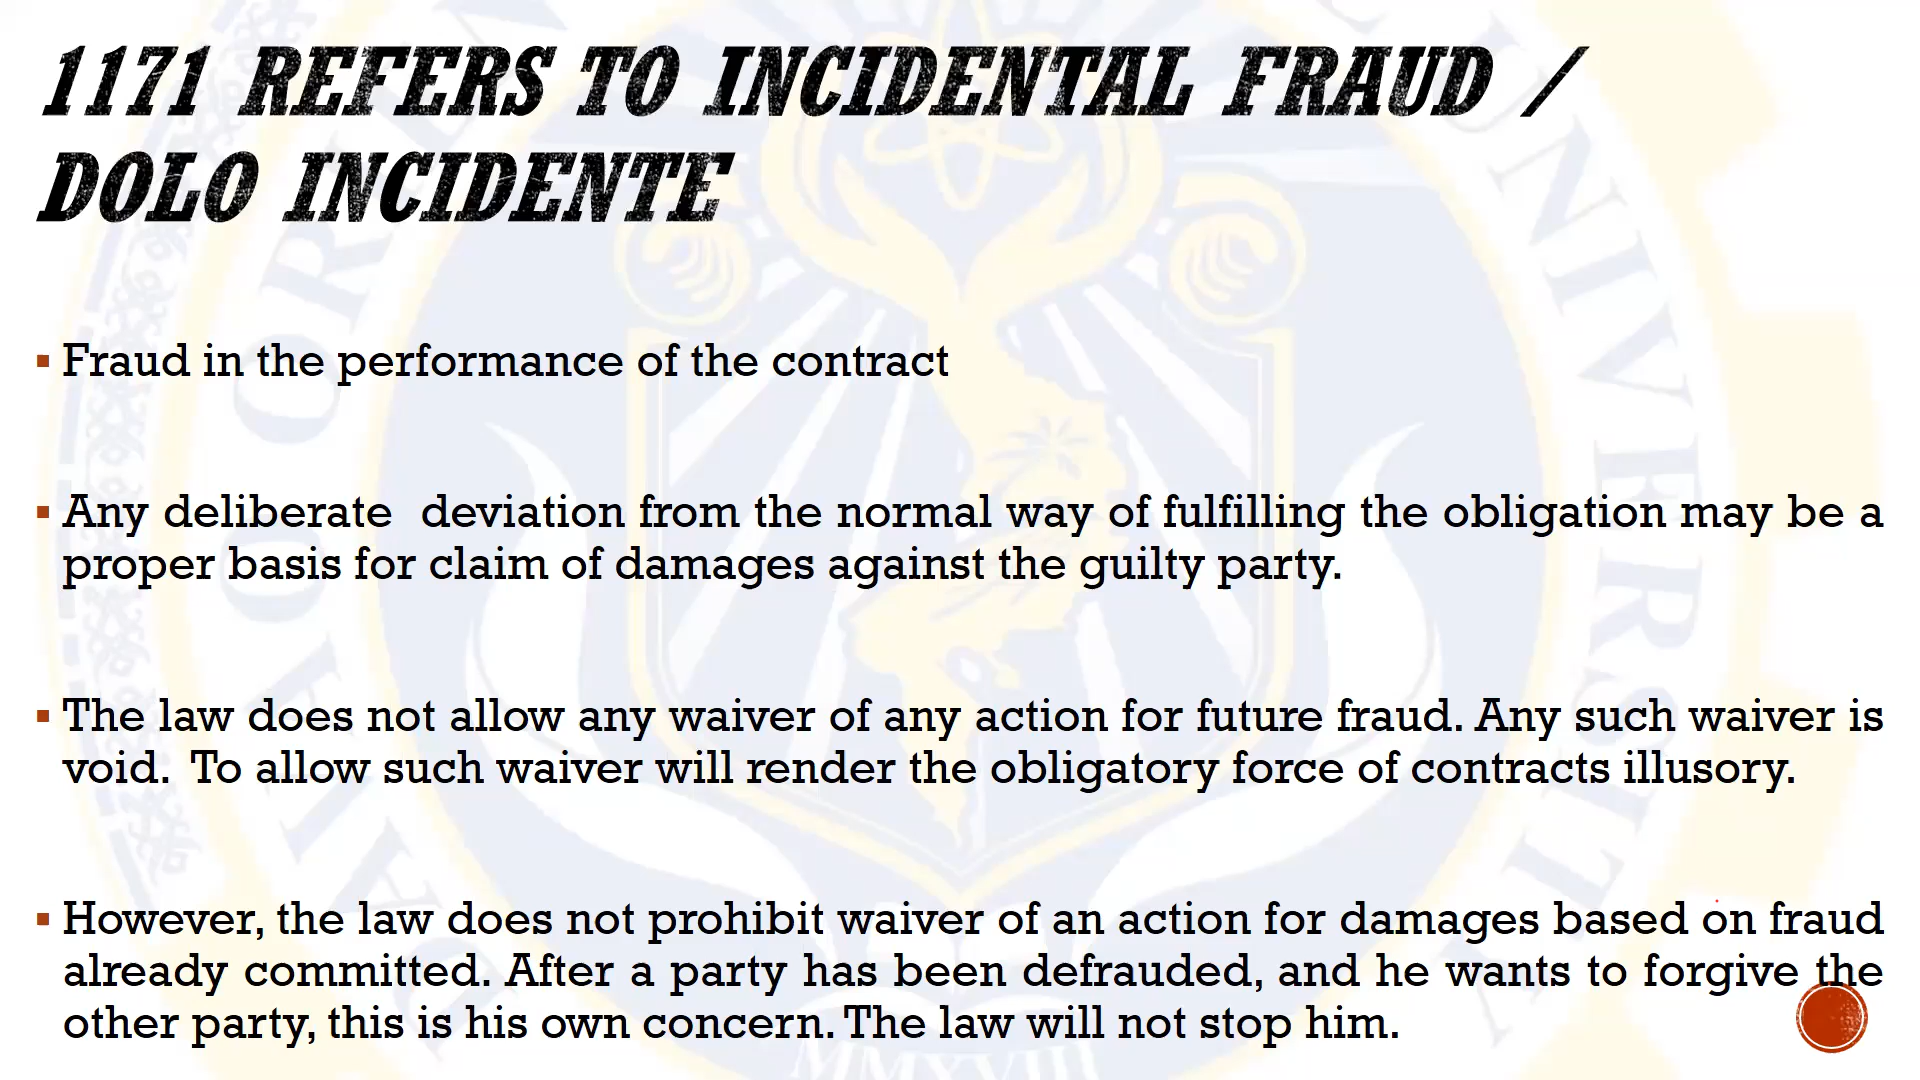 1171 REFERS TO INCIDENTAL FRAUD /
DOLO INCIDENTE
▪ Fraud in the performance of the contract
▪ Any deliberate  deviation from the normal way of fulfilling the obligation may be a
proper basis for claim of damages against the guilty party.
▪ The law does not allow any waiver of any action for future fraud. Any such waiver is
void.  To allow such waiver will render the obligatory force of contracts illusory.
▪ However, the law does not prohibit waiver of an action for damages based on fraud
already committed. After a party has been defrauded, and he wants to forgive the
other party, this is his own concern. The law will not stop him.
UNIVERSITY
MMXVIII